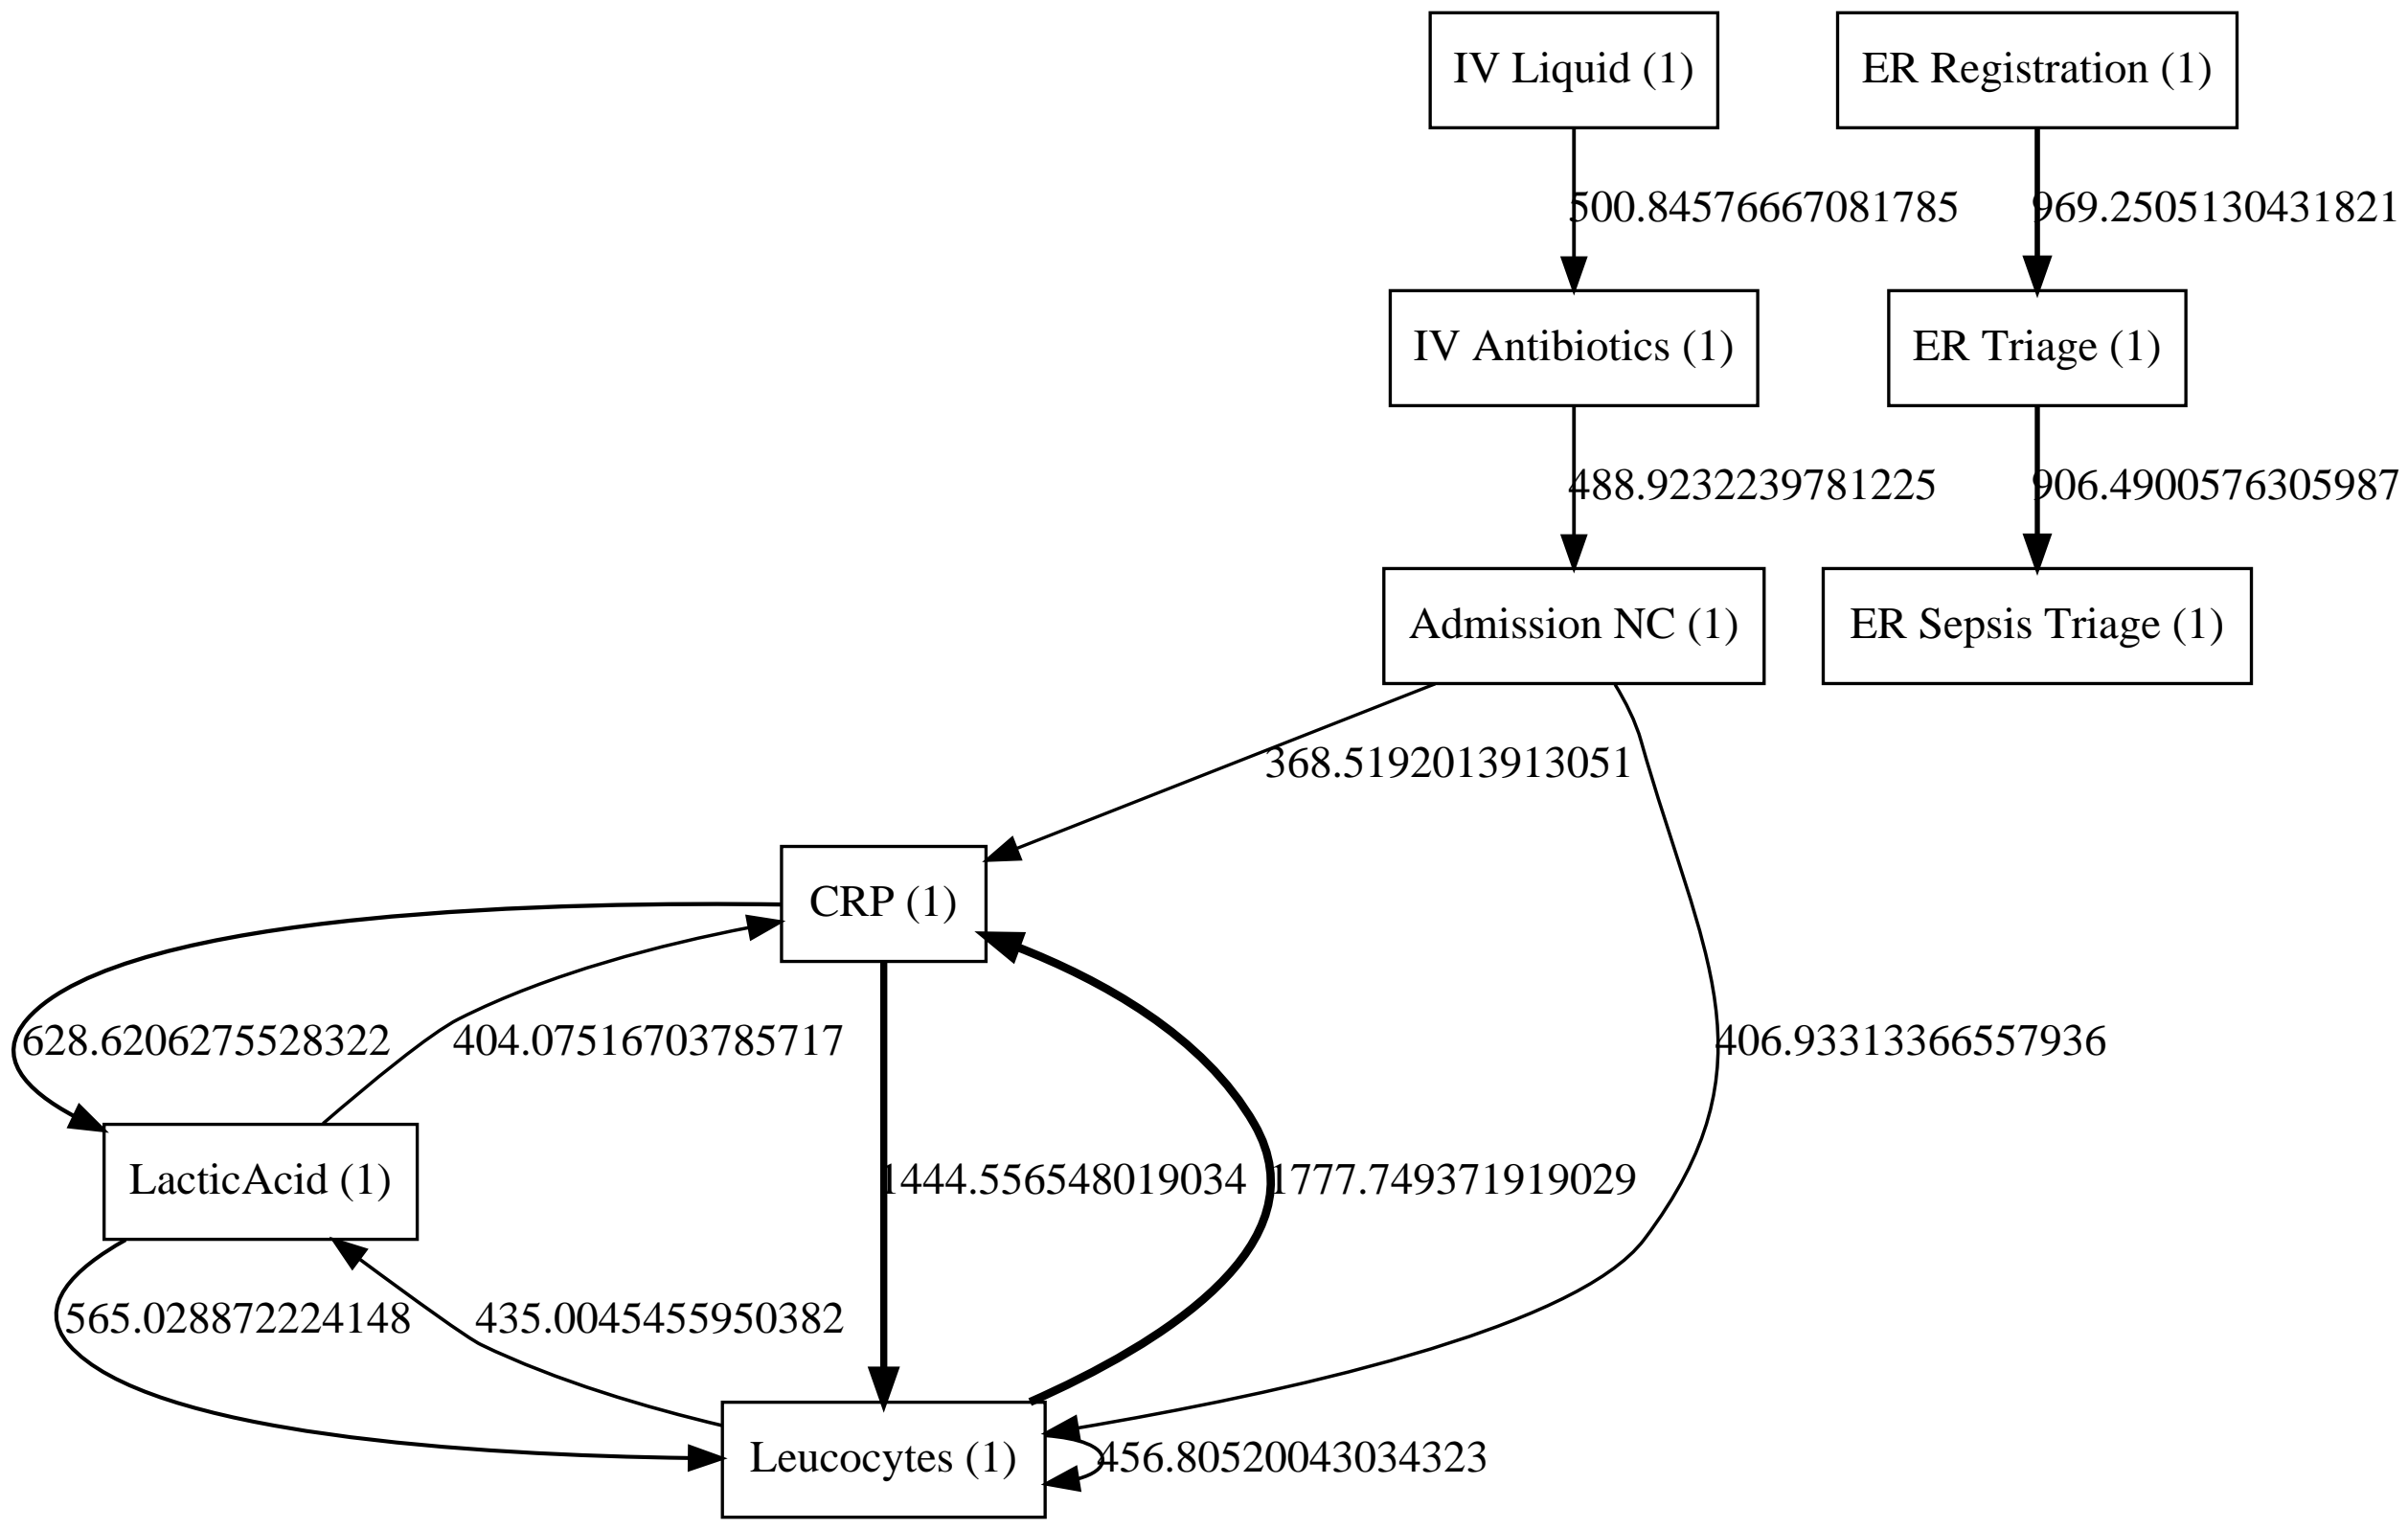 IV Liquid (1)
ER Registration (1)
500.84576667081785
969.2505130431821
IV Antibiotics (1)
ER Triage (1)
488.9232239781225
906.4900576305987
Admission NC (1)
ER Sepsis Triage (1)
368.5192013913051
CRP (1)
628.6206275528322
404.07516703785717
406.93313366557936
LacticAcid (1)
1444.556548019034
1777.749371919029
565.028872224148
435.0045455950382
Leucocytes (1)
456.80520043034323